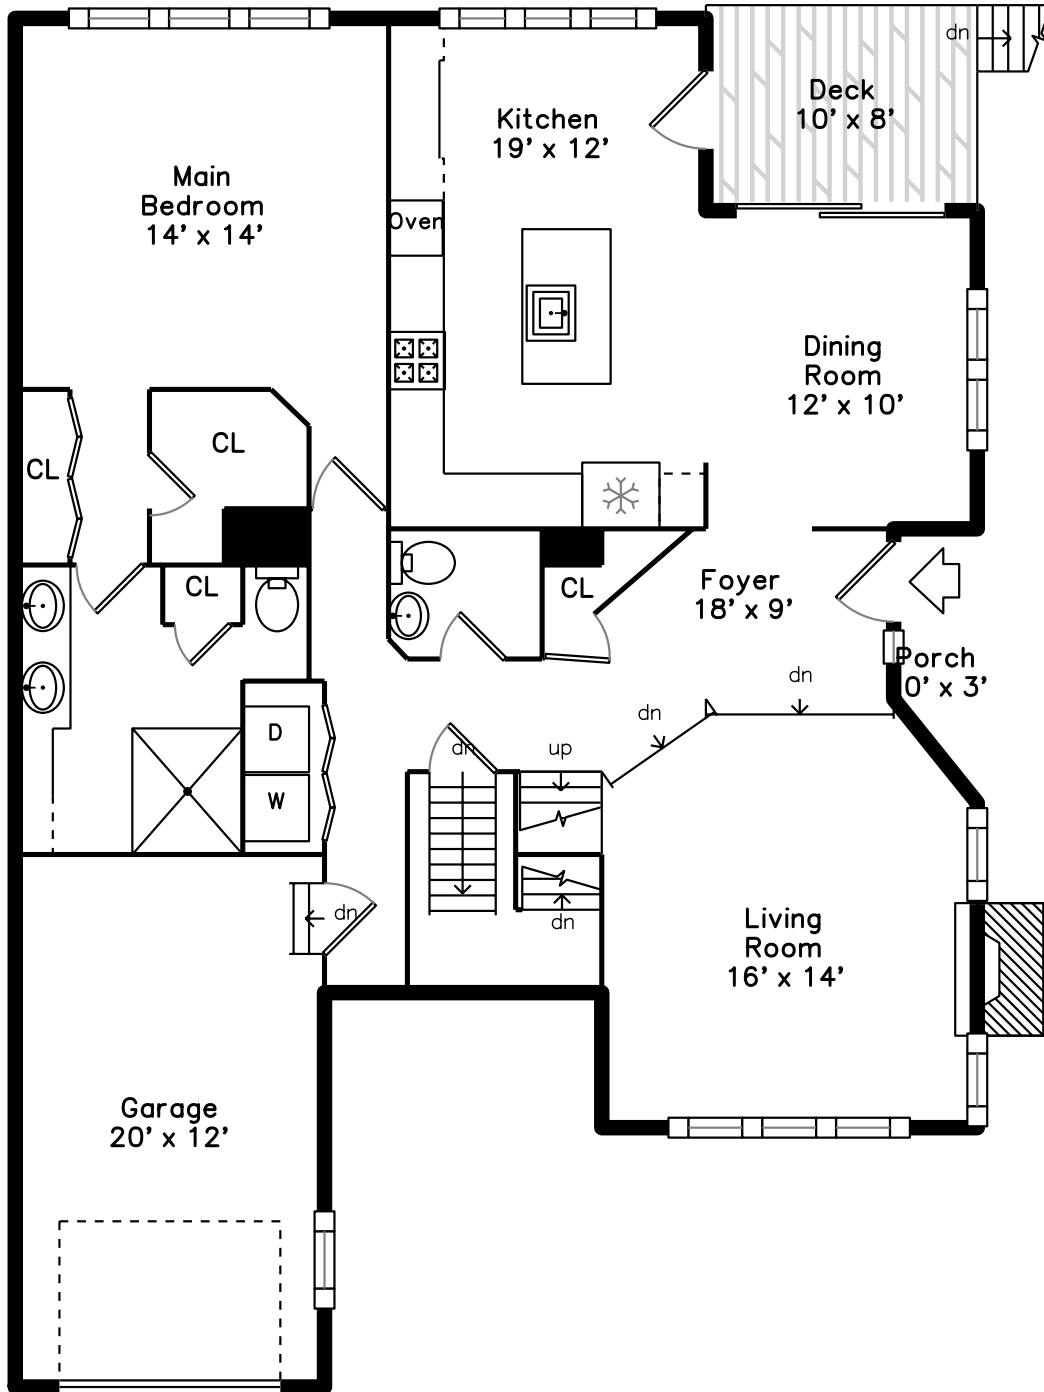 dn
Deck
10' x 8'
Kitchen
19' x 12'
Main
Bedroom
14' x 14'
Oven
Dining
Room
12' x 10'
CL
CL
CL
CL
Foyer
18' x 9'
Porch
0' x 3'
dn
dn
D
dn
up
W
dn
dn
Living
Room
16' x 14'
Garage
20' x 12'